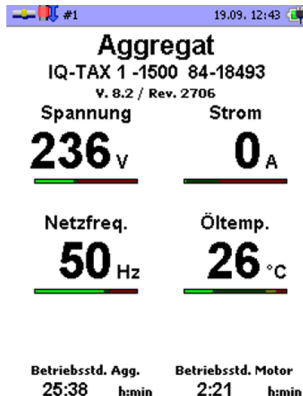 #1 19.09. 12:43
Aggregat
IQ-TAX 1 -1500 84-18493
V. 8.2 / Rev. 2706
Spannung Strom
236 V 0 A
Netzfreq. Öltemp.
50 Hz 26 °C
Betriebsstd. Agg. Betriebsstd. Motor
25:38 h:min 2:21 h:min